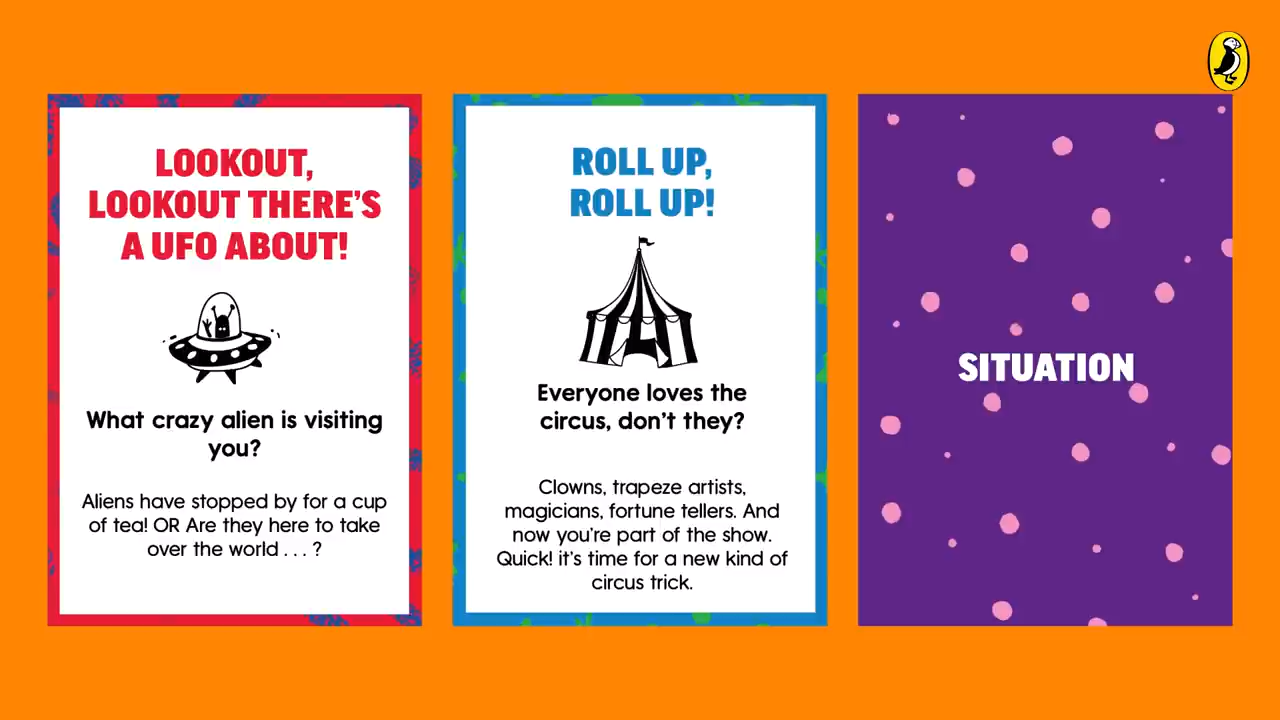 LOOKOUT,
LOOKOUT THERE'S
A UFO ABOUT!
What crazy alien is visiting
you?
Aliens have stopped by for a cup
of tea! OR Are they here to take
over the world . . . ?
ROLL UP,
ROLL UP!
Everyone loves the
circus, don't they?
Clowns, trapeze artists,
magicians, fortune tellers. And
now you're part of the show.
Quick! it's time for a new kind of
circus trick.
SITUATION